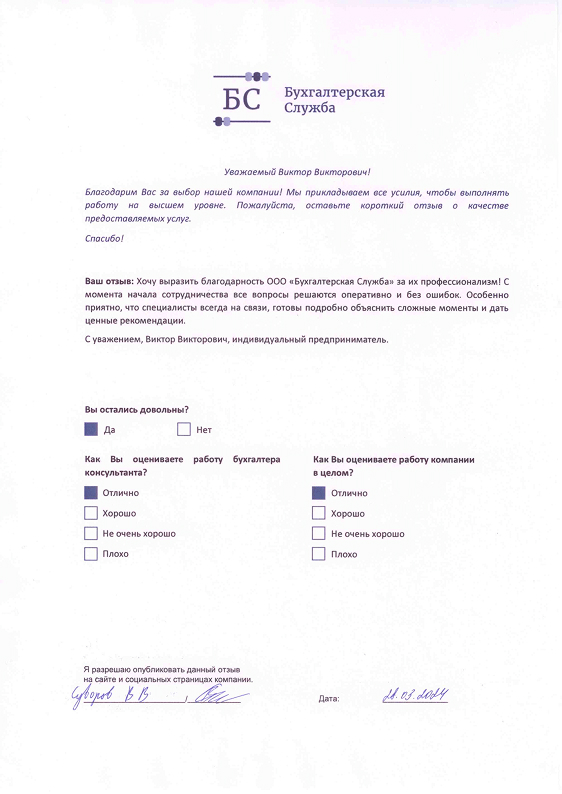 БС
Бухгалтерская
Служба
Уважаемый Виктор Викторович!
Благодарим Вас за выбор нашей компании! Мы прикладываем все усилия, чтобы выполнять
работу на высшем уровне. Пожалуйста, оставьте короткий отзыв о качестве
предоставляемых услуг.
Спасибо!
Ваш отзыв: Хочу выразить благодарность ООО «Бухгалтерская Служба» за их профессионализм! С
момента начала сотрудничества все вопросы решаются оперативно и без ошибок. Особенно
приятно, что специалисты всегда на связи, готовы подробно объяснить сложные моменты и дать
ценные рекомендации.
С уважением, Виктор Викторович, индивидуальный предприниматель.
Вы остались довольны?
Да Нет
Как Вы оцениваете работу бухгалтера
консультанта?
Отлично
Хорошо
Не очень хорошо
Плохо
Как Вы оцениваете работу компании
в целом?
Отлично
Хорошо
Не очень хорошо
Плохо
Я разрешаю опубликовать данный отзыв
на сайте и социальных страницах компании.
Суворов В В , Дата: 21.03.2024